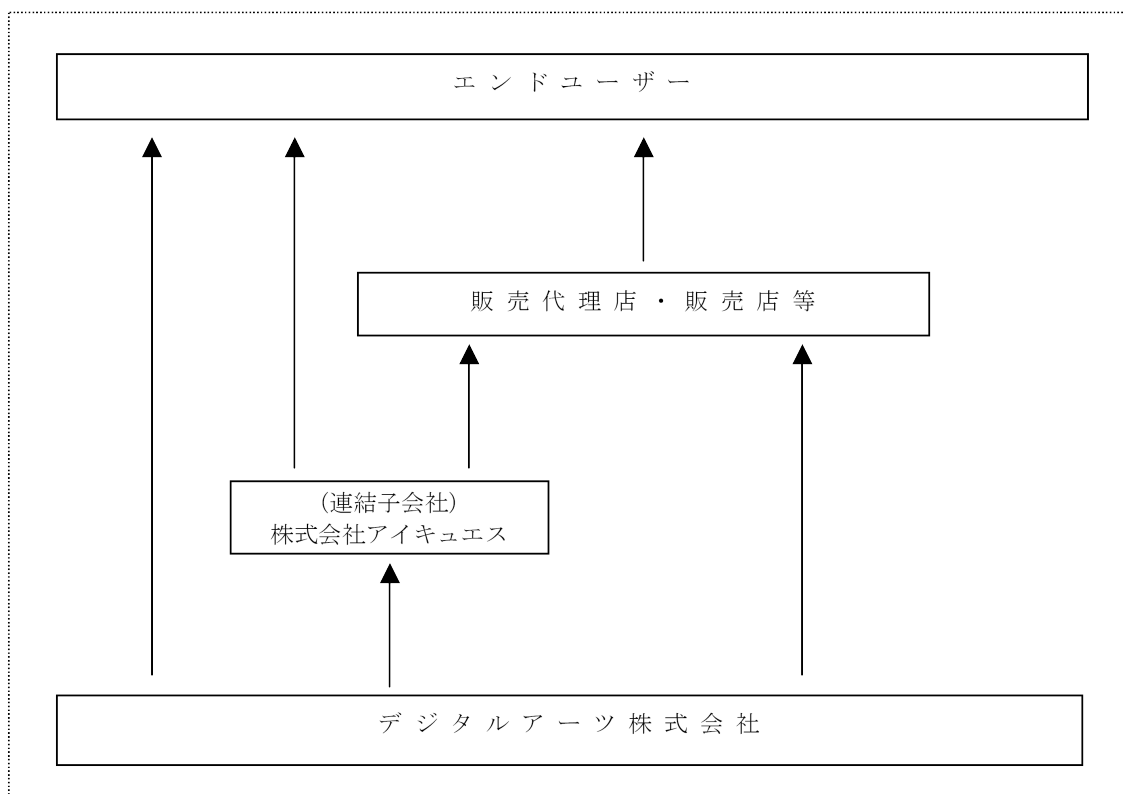 エンドユーザー
販売代理店・販売店等
（連結子会社）
株式会社アイキュエス
デジタルアーツ株式会社